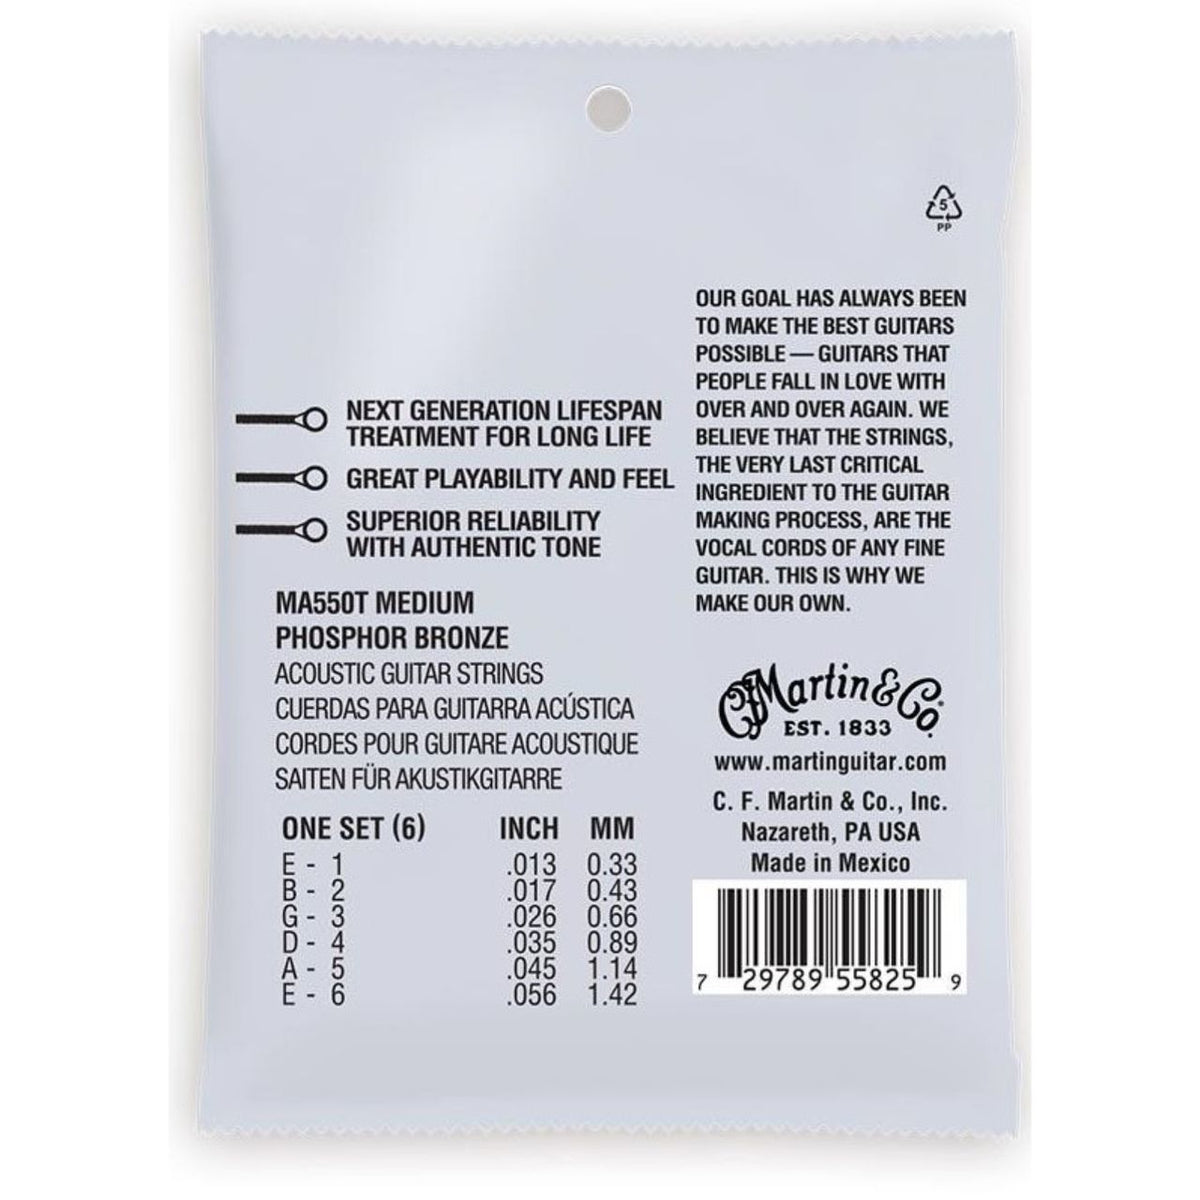 5
PP
OUR GOAL HAS ALWAYS BEEN
TO MAKE THE BEST GUITARS
POSSIBLE — GUITARS THAT
PEOPLE FALL IN LOVE WITH
OVER AND OVER AGAIN. WE
BELIEVE THAT THE STRINGS,
THE VERY LAST CRITICAL
INGREDIENT TO THE GUITAR
MAKING PROCESS, ARE THE
VOCAL CORDS OF ANY FINE
GUITAR. THIS IS WHY WE
MAKE OUR OWN.
NEXT GENERATION LIFESPAN
TREATMENT FOR LONG LIFE
GREAT PLAYABILITY AND FEEL
SUPERIOR RELIABILITY
WITH AUTHENTIC TONE
MA550T MEDIUM
PHOSPHOR BRONZE
ACOUSTIC GUITAR STRINGS
CUERDAS PARA GUITARRA ACÚSTICA
CORDES POUR GUITARE ACOUSTIQUE
SAITEN FÜR AKUSTIKGITARRE
ONE SET (6) INCH MM
E - 1 .013 0.33
B - 2 .017 0.43
G - 3 .026 0.66
D - 4 .035 0.89
A - 5 .045 1.14
E - 6 .056 1.42
CF Martin & Co.
EST. 1833
www.martinguitar.com
C. F. Martin & Co., Inc.
Nazareth, PA USA
Made in Mexico
7 29789 55825 9